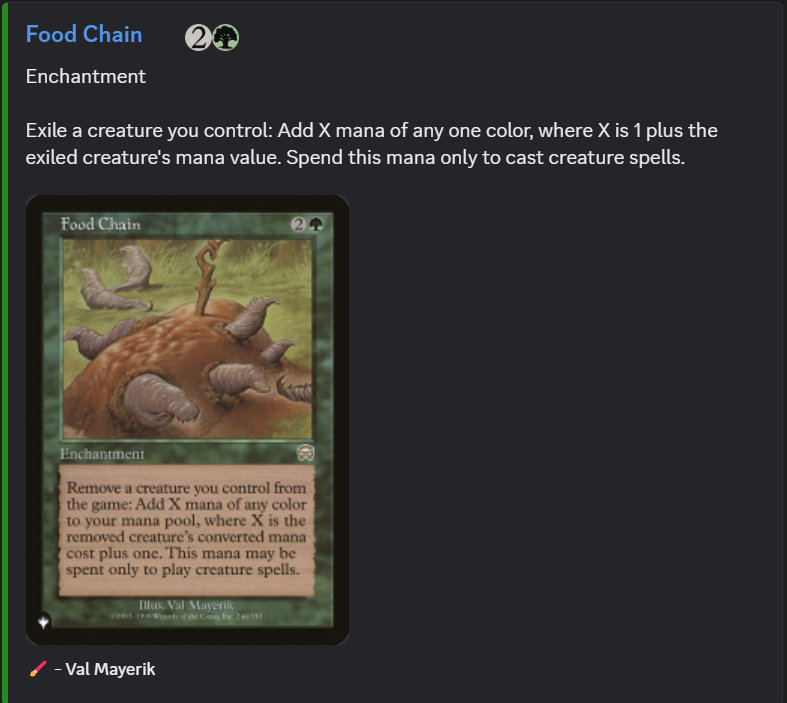 Food Chain 2
Enchantment
Exile a creature you control: Add X mana of any one color, where X is 1 plus the
exiled creature's mana value. Spend this mana only to cast creature spells.
Food Chain 2
Enchantment
Remove a creature you control from
the game: Add X mana of any color
to your mana pool, where X is the
removed creature's converted mana
cost plus one. This mana may be
spent only to play creature spells.
Illus. Val Mayerik
Wizards of the Coast, Inc.
– Val Mayerik